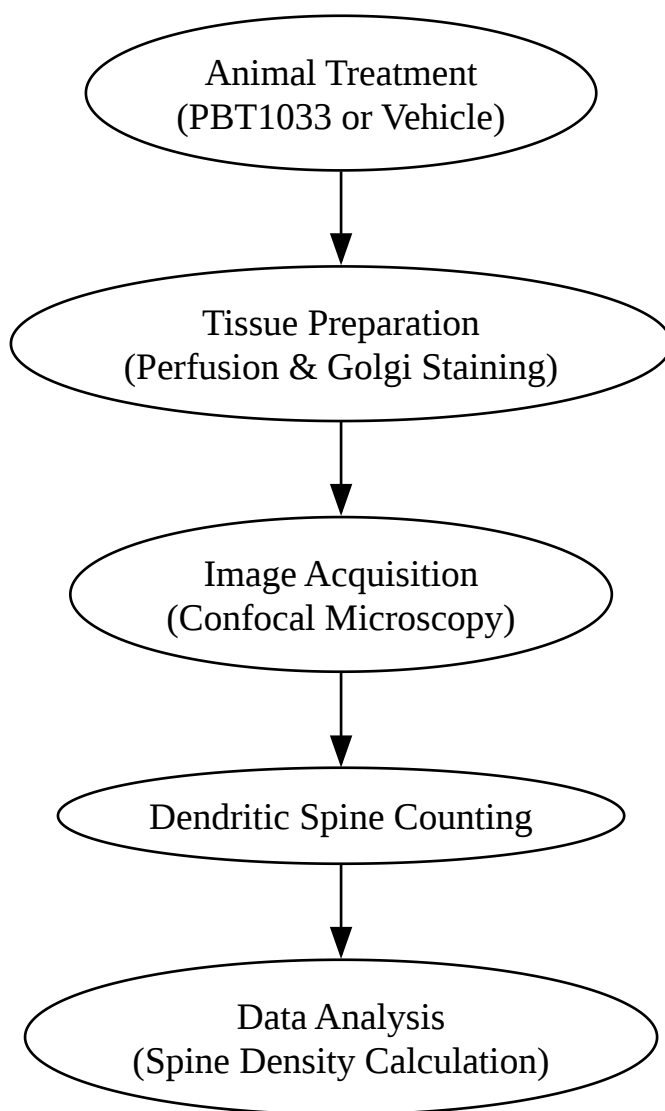 Animal Treatment
(PBT1033 or Vehicle)
Tissue Preparation
(Perfusion & Golgi Staining)
Image Acquisition
(Confocal Microscopy)
Dendritic Spine Counting
Data Analysis
(Spine Density Calculation)